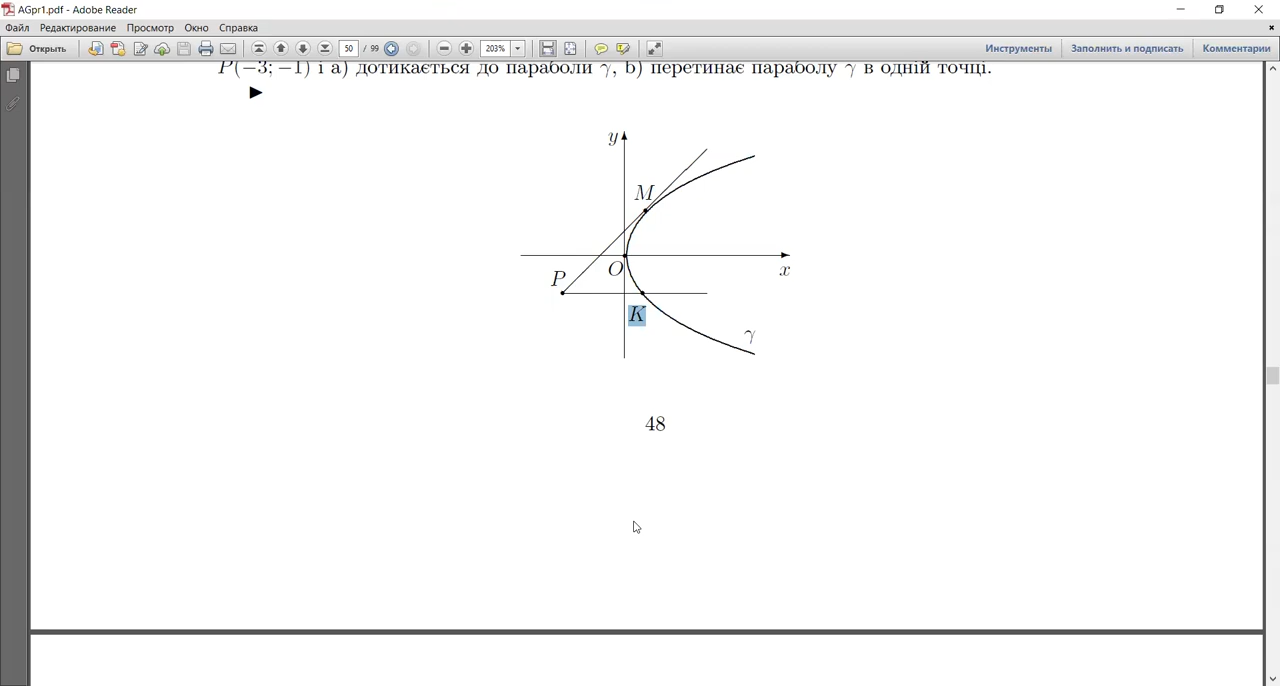 AGpr1.pdf - Adobe Reader
Файл Редактирование Просмотр Окно Справка
Открыть 50 / 99 203% Инструменты Заполнить и подписать Комментарии
P(−3; −1) і a) дотикається до параболи γ, b) перетинає параболу γ в одній точці.
►
y
M
P
O
x
K
γ
48